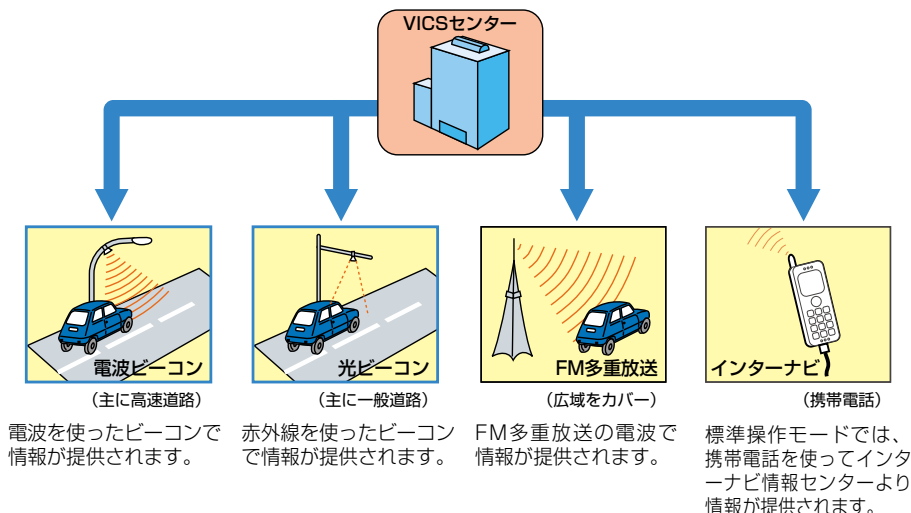 VICSセンター
電波ビーコン
(主に高速道路)
電波を使ったビーコンで
情報が提供されます。
光ビーコン
(主に一般道路)
赤外線を使ったビーコン
で情報が提供されます。
FM多重放送
(広域をカバー)
FM多重放送の電波で
情報が提供されます。
インターナビ
(携帯電話)
標準操作モードでは、
携帯電話を使ってインタ
ーナビ情報センターより
情報が提供されます。